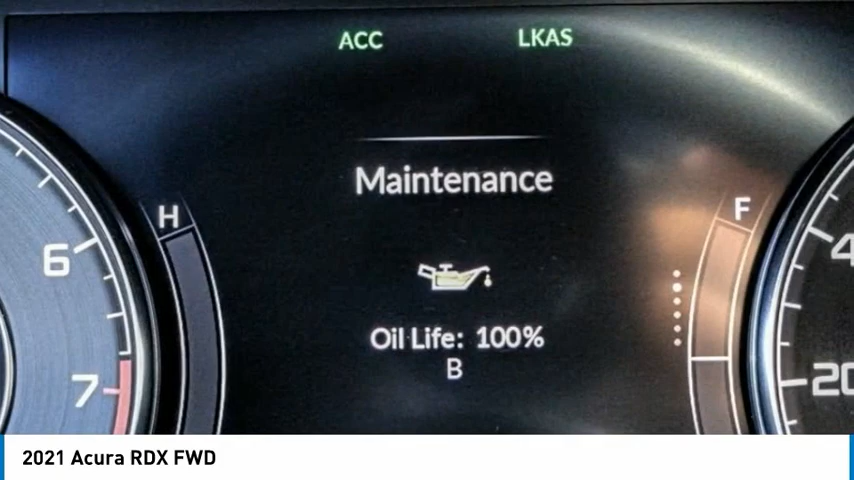 ACC LKAS
Maintenance
H F
6 4
Oil Life: 100%
B
7 20
2021 Acura RDX FWD